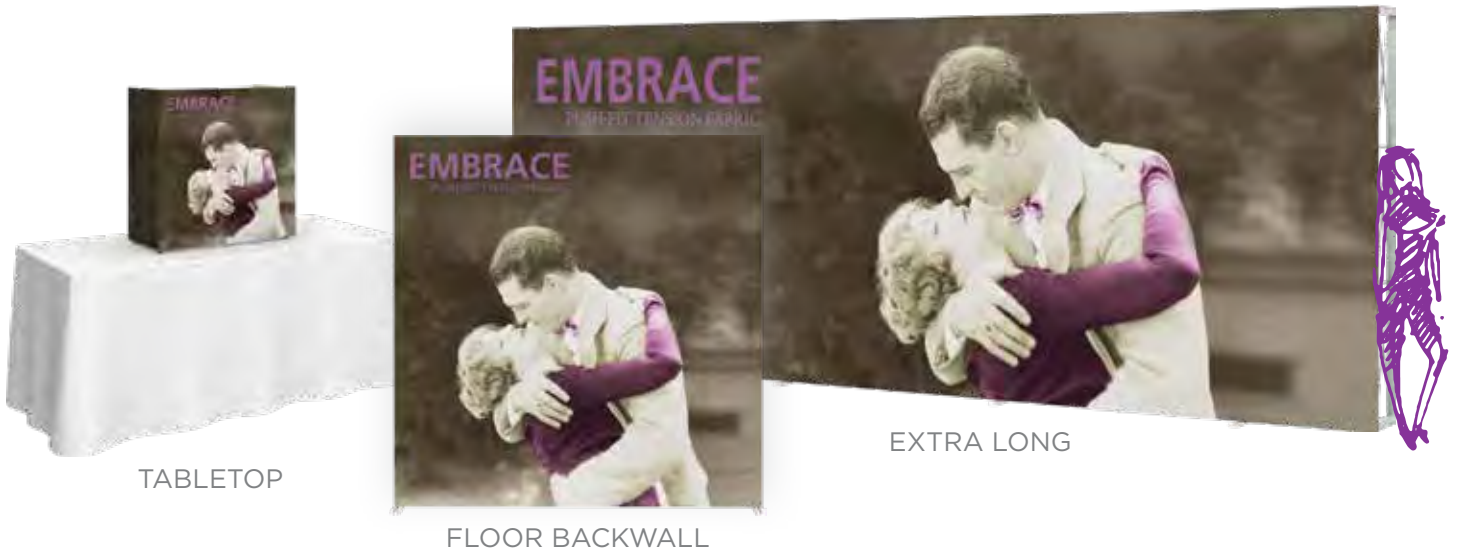 EMBRACE
PUSH-FIT TENSION FABRIC
EMBRACE
EMBRACE
TABLETOP
EXTRA LONG
FLOOR BACKWALL